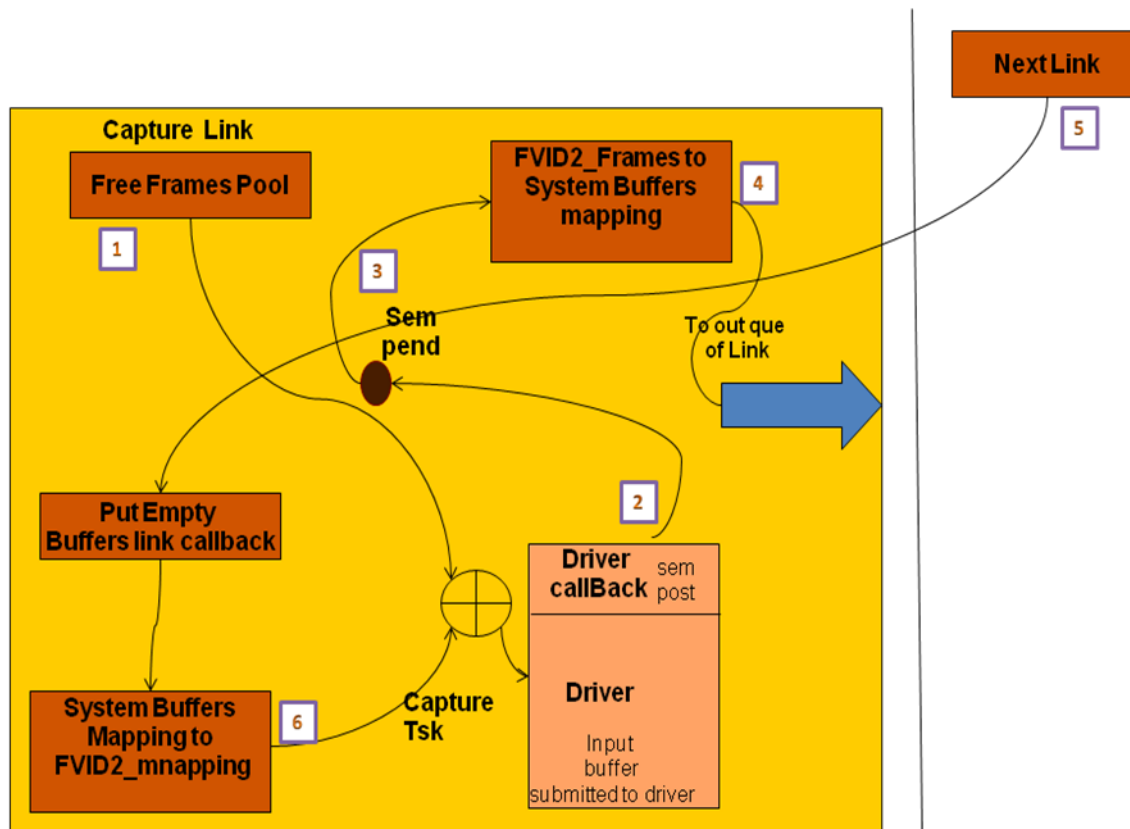 Next Link
5
Capture Link
Free Frames Pool
1
FVID2_Frames to
System Buffers
mapping
4
3
Sem
pend
To out que
of Link
2
Put Empty
Buffers link callback
Driver
callBack
sem
post
System Buffers
Mapping to
FVID2_mnapping
6
Capture
Tsk
Driver
Input
buffer
submitted to driver